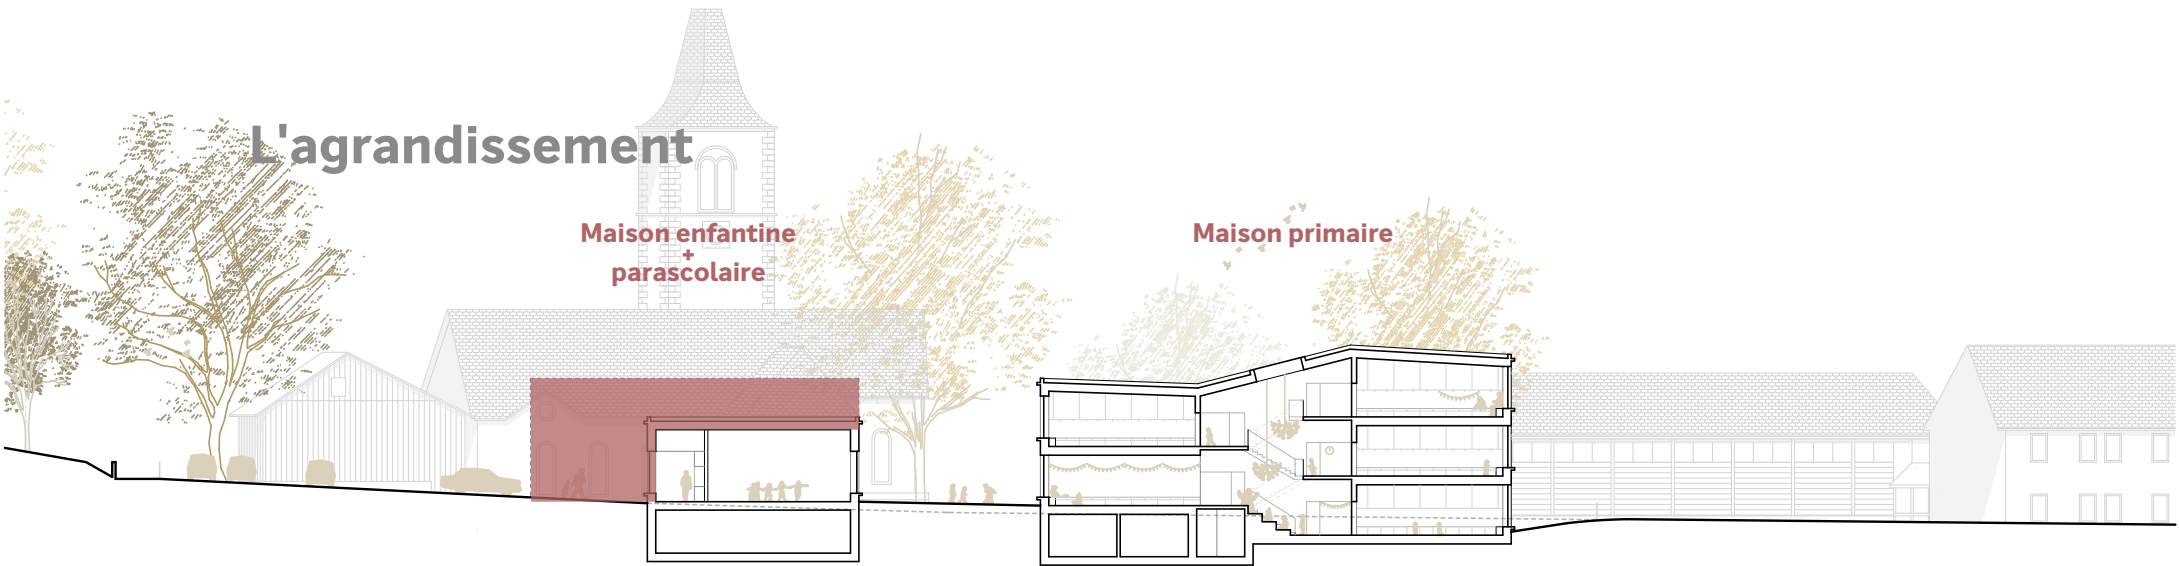 L'agrandissement
Maison enfantine
+
parascolaire
Maison primaire